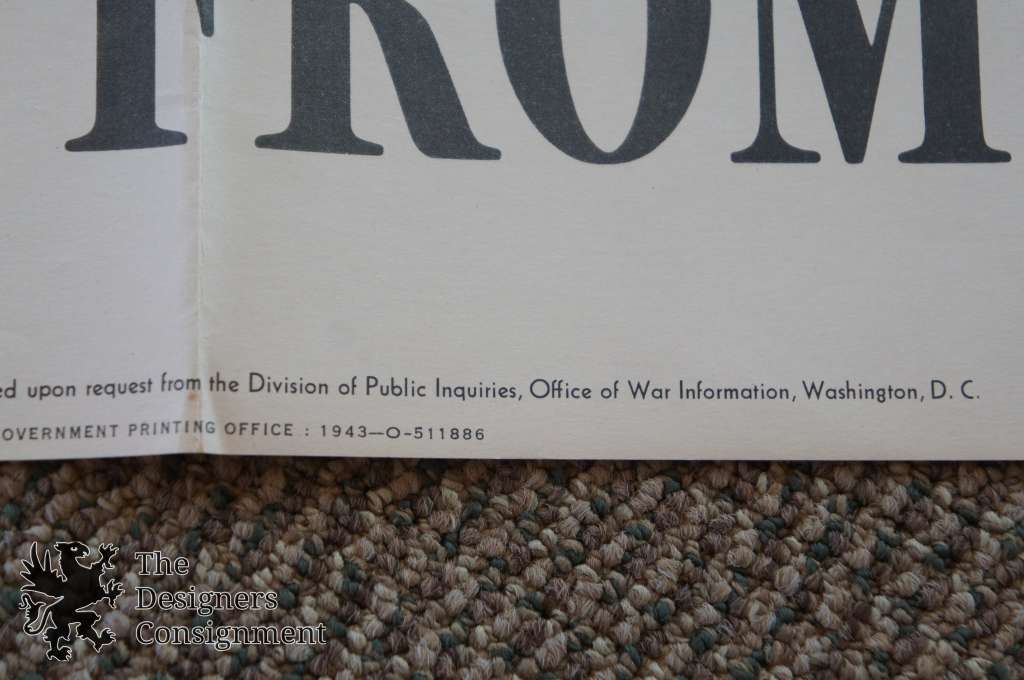 FROM
ed upon request from the Division of Public Inquiries, Office of War Information, Washington, D. C.
OVERNMENT PRINTING OFFICE : 1943—O-511886
The
Designers
Consignment